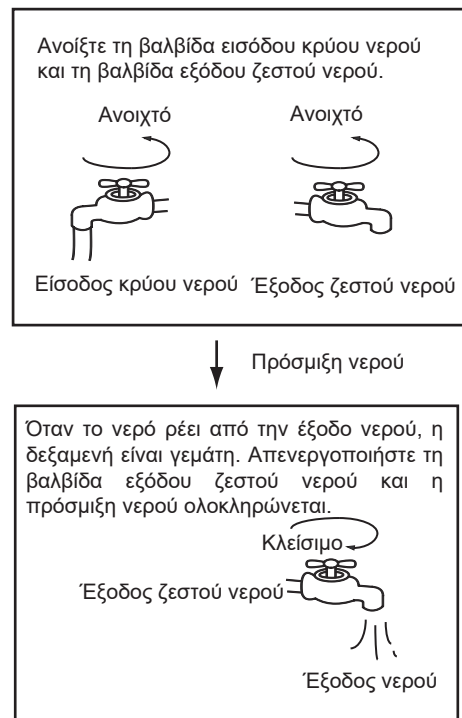 Ανοίξτε τη βαλβίδα εισόδου κρύου νερού
και τη βαλβίδα εξόδου ζεστού νερού.
Ανοιχτό
Ανοιχτό
Είσοδος κρύου νερού
Έξοδος ζεστού νερού
Πρόσμιξη νερού
Όταν το νερό ρέει από την έξοδο νερού, η
δεξαμενή είναι γεμάτη. Απενεργοποιήστε τη
βαλβίδα εξόδου ζεστού νερού και η
πρόσμιξη νερού ολοκληρώνεται.
Κλείσιμο
Έξοδος ζεστού νερού
Έξοδος νερού